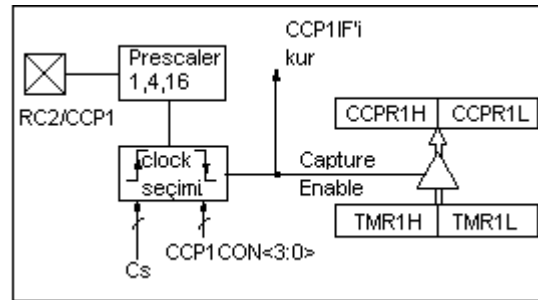 CCP1IF'i
kur
Prescaler
1,4,16
RC2/CCP1
CCPR1H
CCPR1L
clock
seçimi
Capture
Enable
TMR1H
TMR1L
CCP1CON<3:0>
Cs